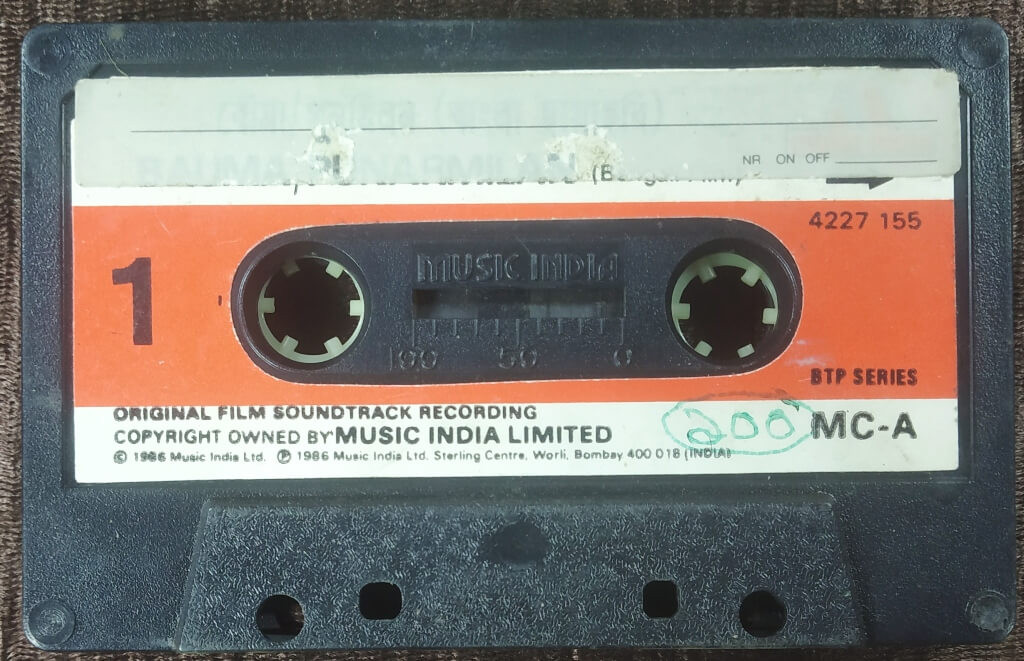 NR ON OFF
4227 155
1
MUSIC INDIA
100 50 0
BTP SERIES
ORIGINAL FILM SOUNDTRACK RECORDING
COPYRIGHT OWNED BY MUSIC INDIA LIMITED
200
MC-A
© 1986 Music India Ltd. ℗ 1986 Music India Ltd. Sterling Centre, Worli, Bombay 400 018 (INDIA)